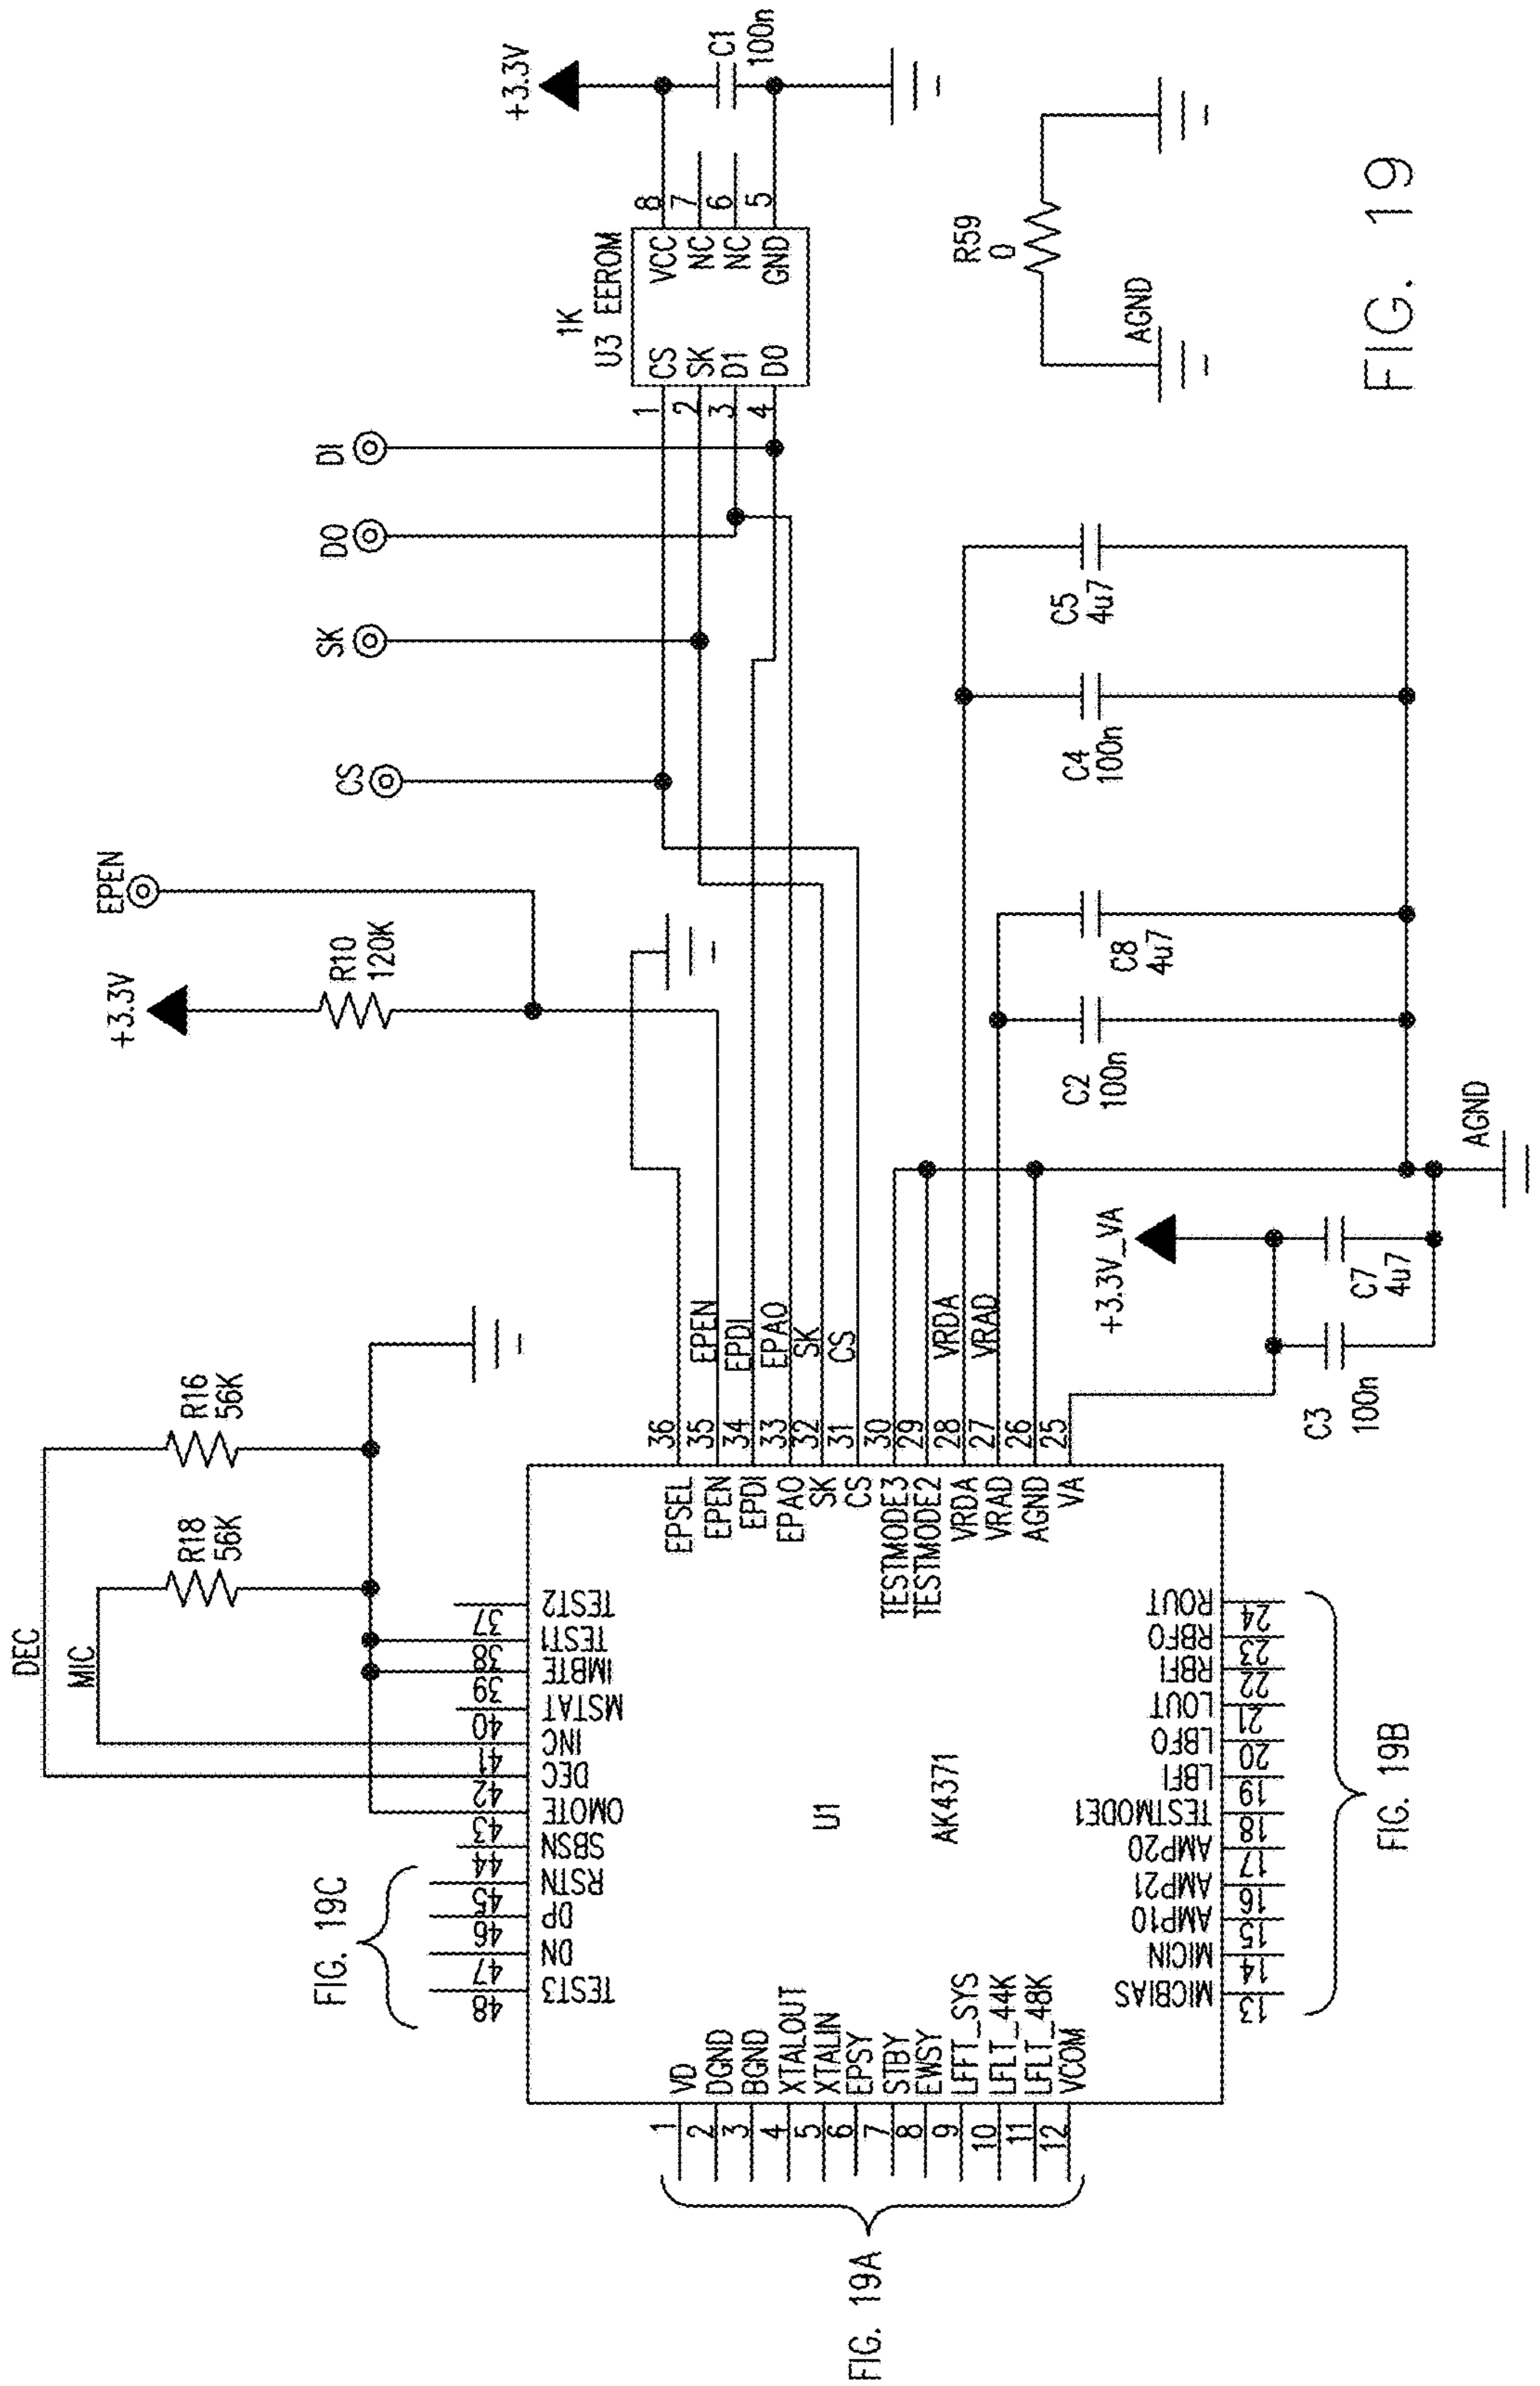 DEC
MIC
R18
56K
R16
56K
+3.3V
R10
120K
EPEN
CS
SK
DO
DI
+3.3V
C1
100n
1K
U3 EEROM
1
2
3
4
CS
SK
D1
DO
VCC
NC
NC
GND
8
7
6
5
R59
0
AGND
FIG. 19C
48
47
46
45
44
43
42
41
40
39
38
37
TEST3
DN
DP
RSTN
SBSN
OMOTE
DEC
INC
MSTAT
IMBTE
TEST1
TEST2
EPSEL
EPEN
EPDI
EPAO
SK
CS
TESTMODE3
TESTMODE2
VRDA
VRAD
AGND
VA
36
35
34
33
32
31
30
29
28
27
26
25
EPEN
EPDI
EPAO
SK
CS
VRDA
VRAD
U1
AK4371
FIG. 19A
1
2
3
4
5
6
7
8
9
10
11
12
VD
DGND
BGND
XTALOUT
XTALIN
EPSY
STBY
EWSY
LFFT_SYS
LFLT_44K
LFLT_48K
VCOM
MICBIAS
MICIN
AMP10
AMP21
AMP20
TESTMODE1
LBFI
LBFO
LOUT
RBFI
RBFO
ROUT
13
14
15
16
17
18
19
20
21
22
23
24
FIG. 19B
+3.3V_VA
C3
100n
C7
4u7
AGND
C2
100n
C8
4u7
C4
100n
C5
4u7
FIG. 19